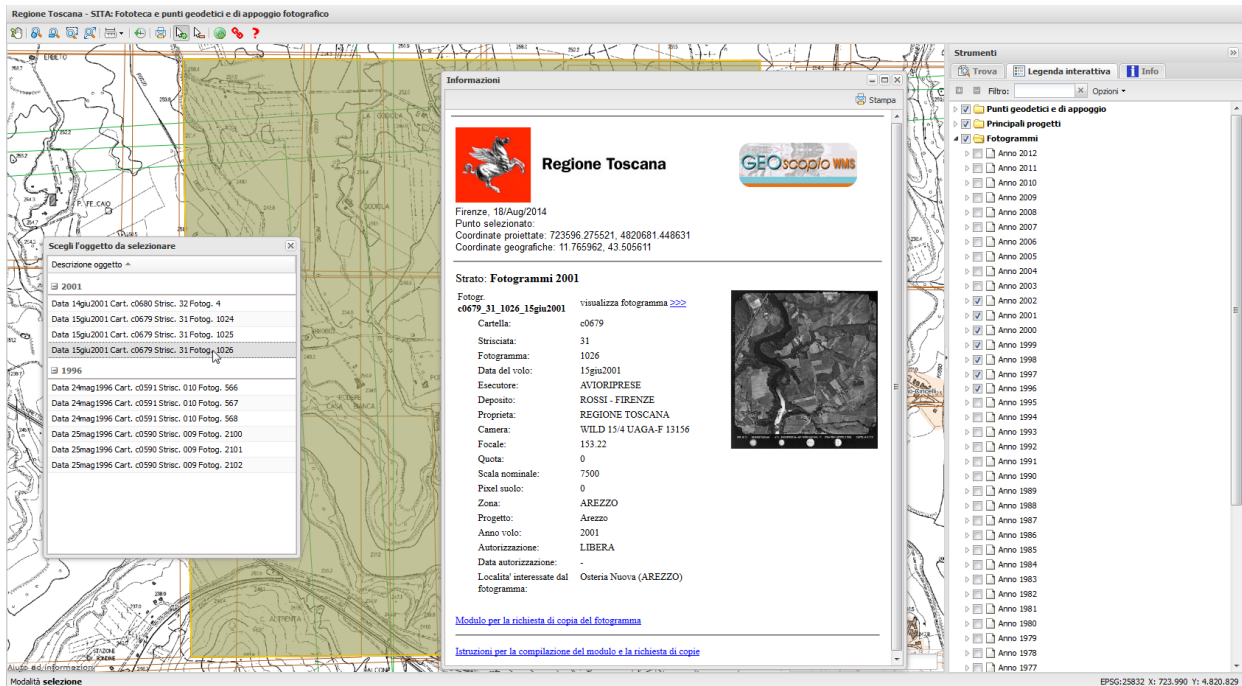 Regione Toscana - SITA: Fototeca e punti geodetici e di appoggio fotografico
Scegli l'oggetto da selezionare
Descrizione oggetto
2001
Data 14giu2001 Cart. c0680 Strisc. 32 Fotog. 4
Data 15giu2001 Cart. c0679 Strisc. 31 Fotog. 1024
Data 15giu2001 Cart. c0679 Strisc. 31 Fotog. 1025
Data 15giu2001 Cart. c0679 Strisc. 31 Fotog. 1026
1996
Data 24mag1996 Cart. c0591 Strisc. 010 Fotog. 566
Data 24mag1996 Cart. c0591 Strisc. 010 Fotog. 567
Data 24mag1996 Cart. c0591 Strisc. 010 Fotog. 568
Data 25mag1996 Cart. c0590 Strisc. 009 Fotog. 2100
Data 25mag1996 Cart. c0590 Strisc. 009 Fotog. 2101
Data 25mag1996 Cart. c0590 Strisc. 009 Fotog. 2102
Informazioni
Stampa
Regione Toscana
GEOscopio WMS
Firenze, 18/Aug/2014
Punto selezionato:
Coordinate proiettate: 723596.275521, 4820681.448631
Coordinate geografiche: 11.765962, 43.505611
Strato: Fotogrammi 2001
Fotogr.
c0679_31_1026_15giu2001 visualizza fotogramma >>>
Cartella: c0679
Strisciata: 31
Fotogramma: 1026
Data del volo: 15giu2001
Esecutore: AVIORIPRESE
Deposito: ROSSI - FIRENZE
Proprieta: REGIONE TOSCANA
Camera: WILD 15/4 UAGA-F 13156
Focale: 153.22
Quota: 0
Scala nominale: 7500
Pixel suolo: 0
Zona: AREZZO
Progetto: Arezzo
Anno volo: 2001
Autorizzazione: LIBERA
Data autorizzazione: -
Localita' interessate dal Osteria Nuova (AREZZO)
fotogramma:
Modulo per la richiesta di copia del fotogramma
Istruzioni per la compilazione del modulo e la richiesta di copie
Strumenti
Trova Legenda interattiva Info
Filtro: Opzioni
Punti geodetici e di appoggio
Principali progetti
Fotogrammi
Anno 2012
Anno 2011
Anno 2010
Anno 2009
Anno 2008
Anno 2007
Anno 2006
Anno 2005
Anno 2004
Anno 2003
Anno 2002
Anno 2001
Anno 2000
Anno 1999
Anno 1998
Anno 1997
Anno 1996
Anno 1995
Anno 1994
Anno 1993
Anno 1992
Anno 1991
Anno 1990
Anno 1989
Anno 1988
Anno 1987
Anno 1986
Anno 1985
Anno 1984
Anno 1983
Anno 1982
Anno 1981
Anno 1980
Anno 1979
Anno 1978
Anno 1977
Aiuto ed informazioni
Modalità selezione
EPSG:25832 X: 723.990 Y: 4.820.829